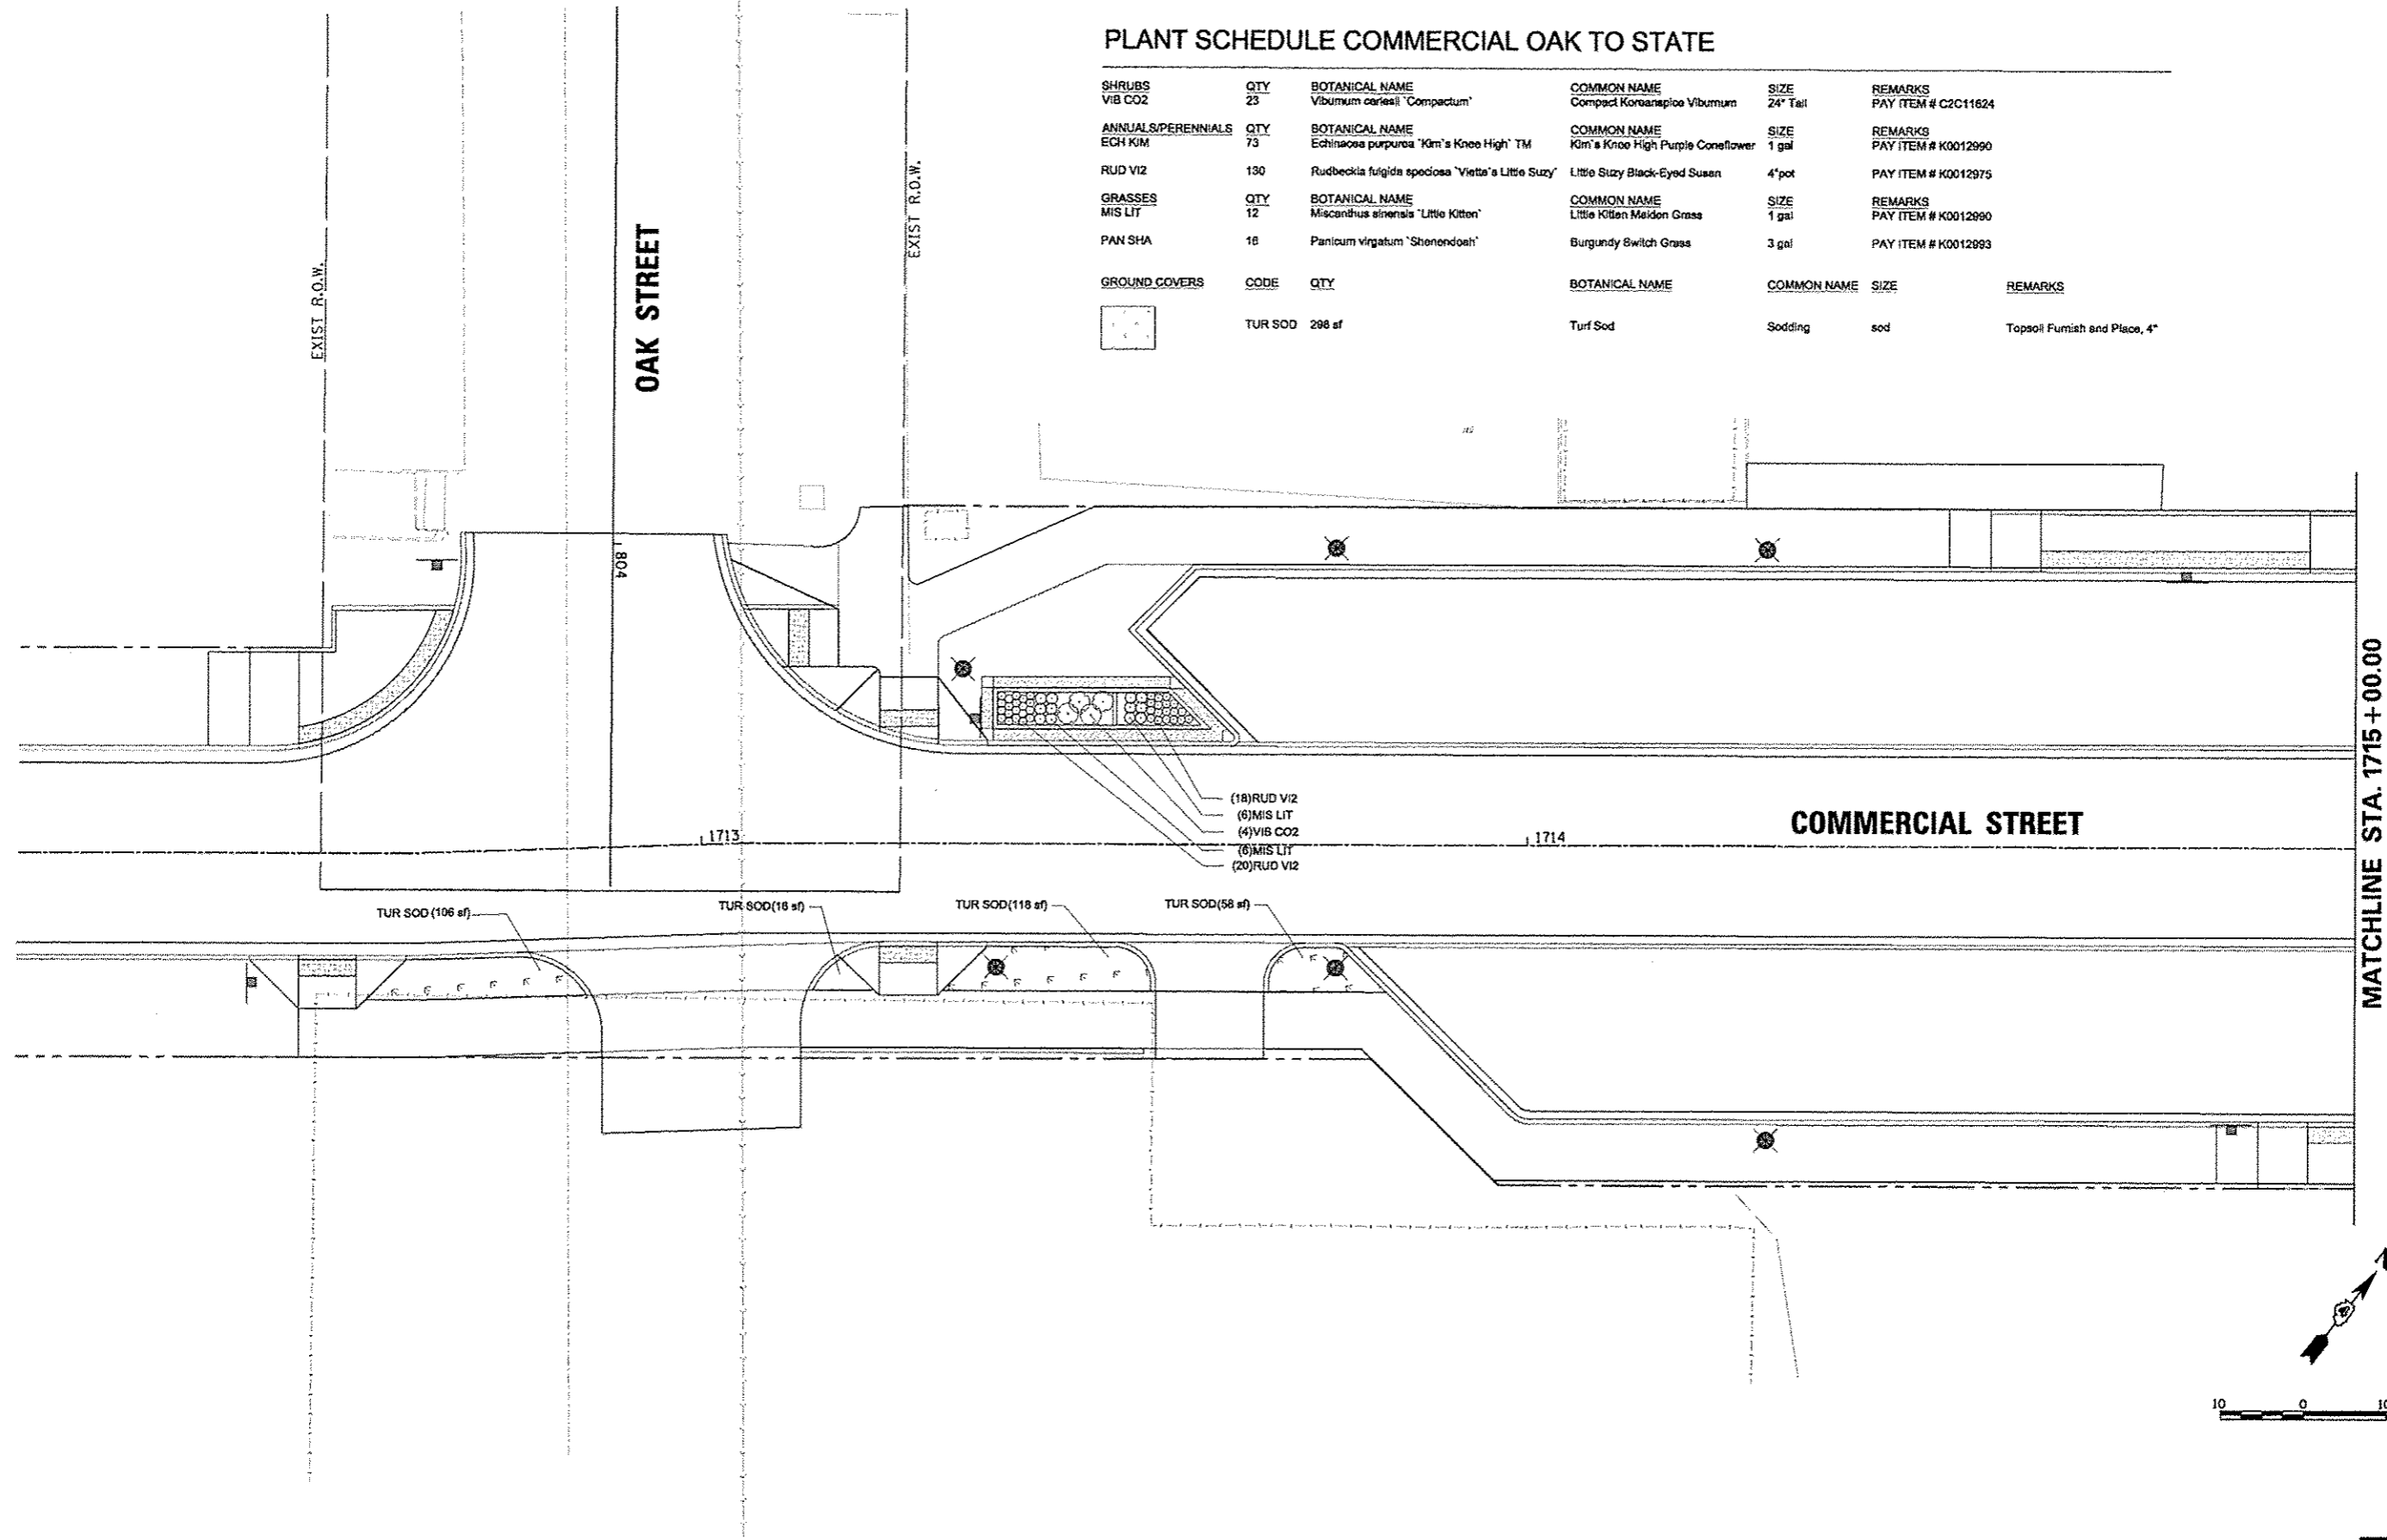 PLANT SCHEDULE COMMERCIAL OAK TO STATE
SHRUBS QTY BOTANICAL NAME COMMON NAME SIZE REMARKS
VIB CO2 23 Viburnum carlesii `Compactum` Compact Koreanspice Viburnum 24" Tall PAY ITEM # C2C11624
ANNUALS/PERENNIALS QTY BOTANICAL NAME COMMON NAME SIZE REMARKS
ECH KIM 73 Echinacea purpurea `Kim`s Knee High` TM Kim`s Knee High Purple Coneflower 1 gal PAY ITEM # K0012990
RUD VI2 130 Rudbeckia fulgida speciosa `Viette`s Little Suzy` Little Suzy Black-Eyed Susan 4"pot PAY ITEM # K0012975
GRASSES QTY BOTANICAL NAME COMMON NAME SIZE REMARKS
MIS LIT 12 Miscanthus sinensis `Little Kitten` Little Kitten Maiden Grass 1 gal PAY ITEM # K0012990
PAN SHA 16 Panicum virgatum `Shenendoah` Burgundy Switch Grass 3 gal PAY ITEM # K0012993
GROUND COVERS CODE QTY BOTANICAL NAME COMMON NAME SIZE REMARKS
TUR SOD 298 sf Turf Sod Sodding sod Topsoil Furnish and Place, 4"
EXIST R.O.W.
OAK STREET
EXIST R.O.W.
804
(18)RUD VI2
(6)MIS LIT
(4)VIB CO2
(6)MIS LIT
(20)RUD VI2
1713
1714
COMMERCIAL STREET
MATCHLINE STA. 1715+00.00
TUR SOD (106 sf)
TUR SOD(16 sf)
TUR SOD(118 sf)
TUR SOD(58 sf)
10 0 10